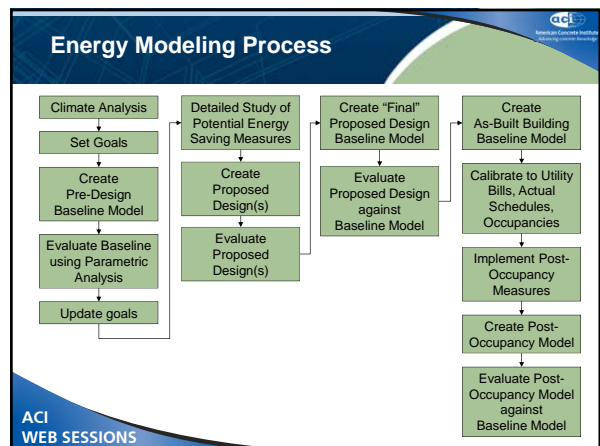 aci
American Concrete Institute
Advancing concrete knowledge
Energy Modeling Process
Climate Analysis
Set Goals
Create
Pre-Design
Baseline Model
Evaluate Baseline
using Parametric
Analysis
Update goals
Detailed Study of
Potential Energy
Saving Measures
Create
Proposed
Design(s)
Evaluate
Proposed
Design(s)
Create “Final”
Proposed Design
Baseline Model
Evaluate
Proposed Design
against
Baseline Model
Create
As-Built Building
Baseline Model
Calibrate to Utility
Bills, Actual
Schedules,
Occupancies
Implement Post-
Occupancy
Measures
Create Post-
Occupancy Model
Evaluate Post-
Occupancy Model
against
Baseline Model
ACI
WEB SESSIONS